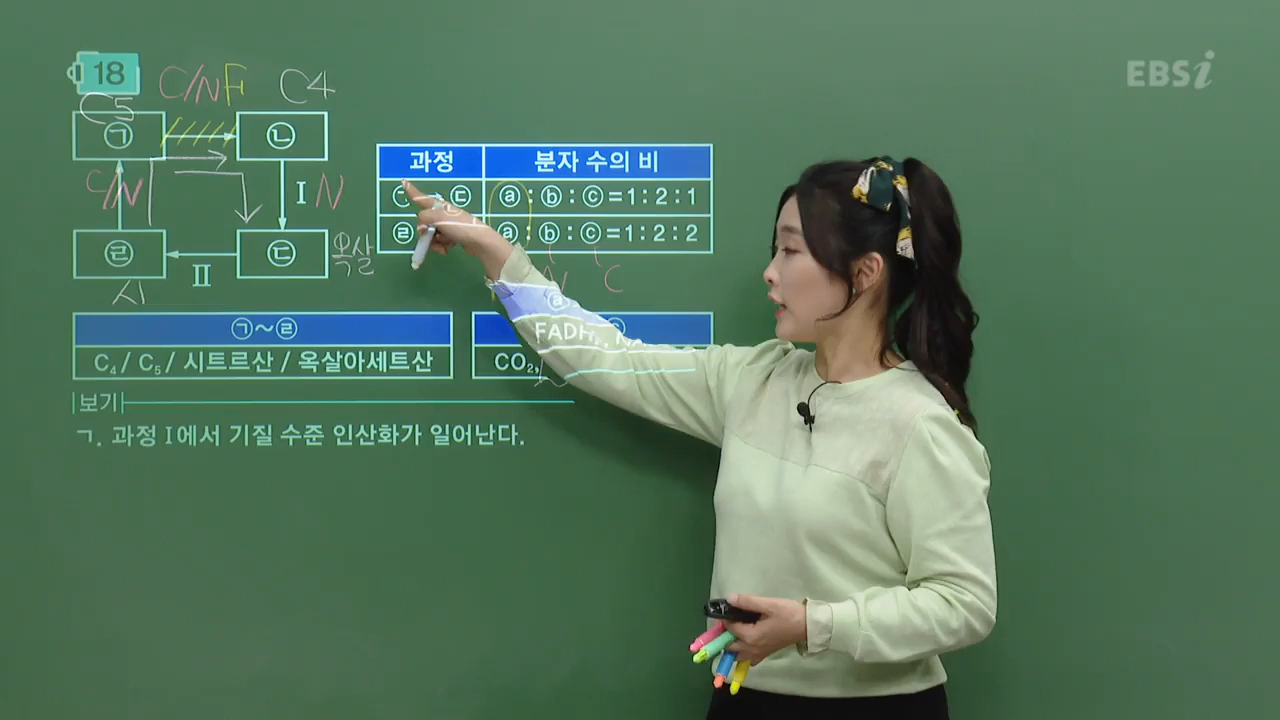 18
EBSi
C/NF
C4
C5
㉠
㉡
C/N
Ⅰ N
㉣
㉢
Ⅱ
옥살
시
과정
분자 수의 비
㉠→㉢
ⓐ:ⓑ:ⓒ=1:2:1
㉣
ⓐ:ⓑ:ⓒ=1:2:2
N
C
㉠~㉣
C₄ / C₅ / 시트르산 / 옥살아세트산
ⓐ
FADH₂,
CO₂,
보기
ㄱ. 과정 Ⅰ에서 기질 수준 인산화가 일어난다.